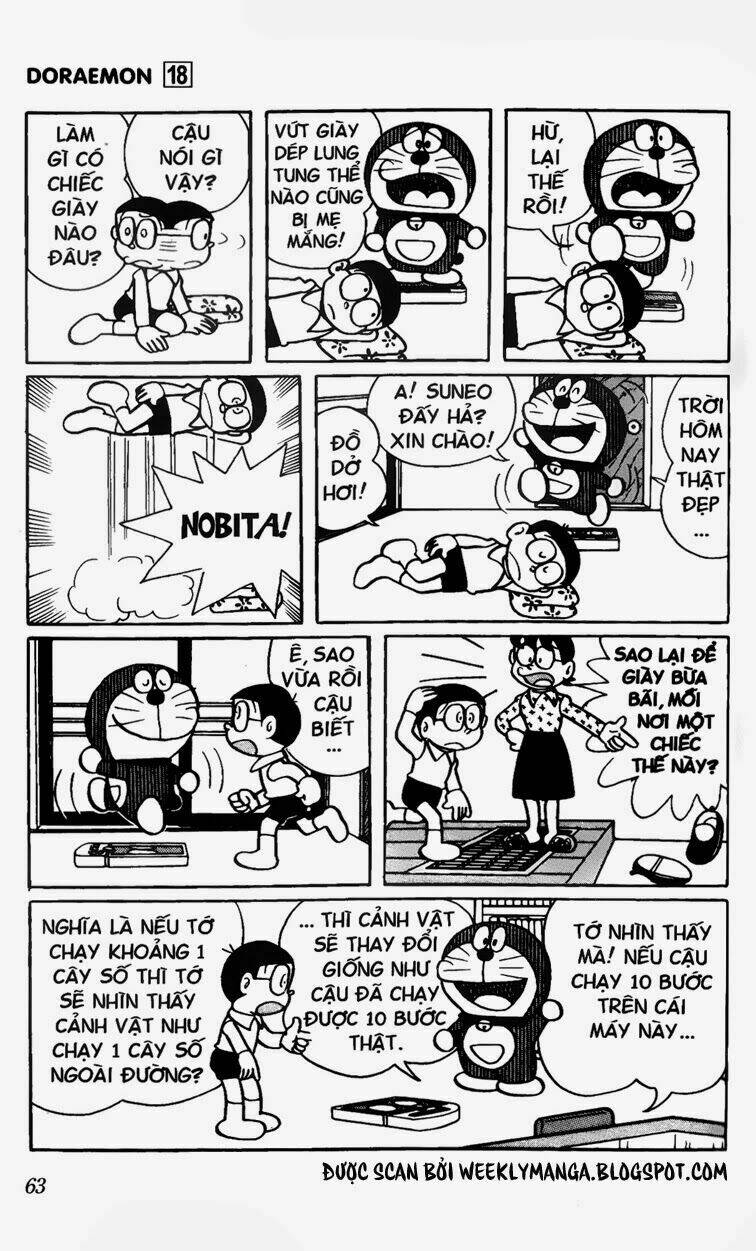 DORAEMON 18
HỪ,
LẠI
THẾ
RỒI!
VỨT GIÀY
DÉP LUNG
TUNG THỂ
NÀO CŨNG
BỊ MẸ
MẮNG!
CẬU
NÓI GÌ
VẬY?
LÀM
GÌ CÓ
CHIẾC
GIÀY
NÀO
ĐÂU?
TRỜI
HÔM
NAY
THẬT
ĐẸP
...
A! SUNEO
ĐẤY HẢ?
XIN CHÀO!
ĐỒ
DỞ
HƠI!
NOBITA!
SAO LẠI ĐỂ
GIÀY BỪA
BÃI, MỖI
NƠI MỘT
CHIẾC
THẾ NÀY?
Ê, SAO
VỪA RỒI
CẬU
BIẾT
...
TỚ NHÌN THẤY
MÀ! NẾU CẬU
CHẠY 10 BƯỚC
TRÊN CÁI
MÁY NÀY...
... THÌ CẢNH VẬT
SẼ THAY ĐỔI
GIỐNG NHƯ
CẬU ĐÃ CHẠY
ĐƯỢC 10 BƯỚC
THẬT.
NGHĨA LÀ NẾU TỚ
CHẠY KHOẢNG 1
CÂY SỐ THÌ TỚ
SẼ NHÌN THẤY
CẢNH VẬT NHƯ
CHẠY 1 CÂY SỐ
NGOÀI ĐƯỜNG?
63
ĐƯỢC SCAN BỞI WEEKLYMANGA.BLOGSPOT.COM